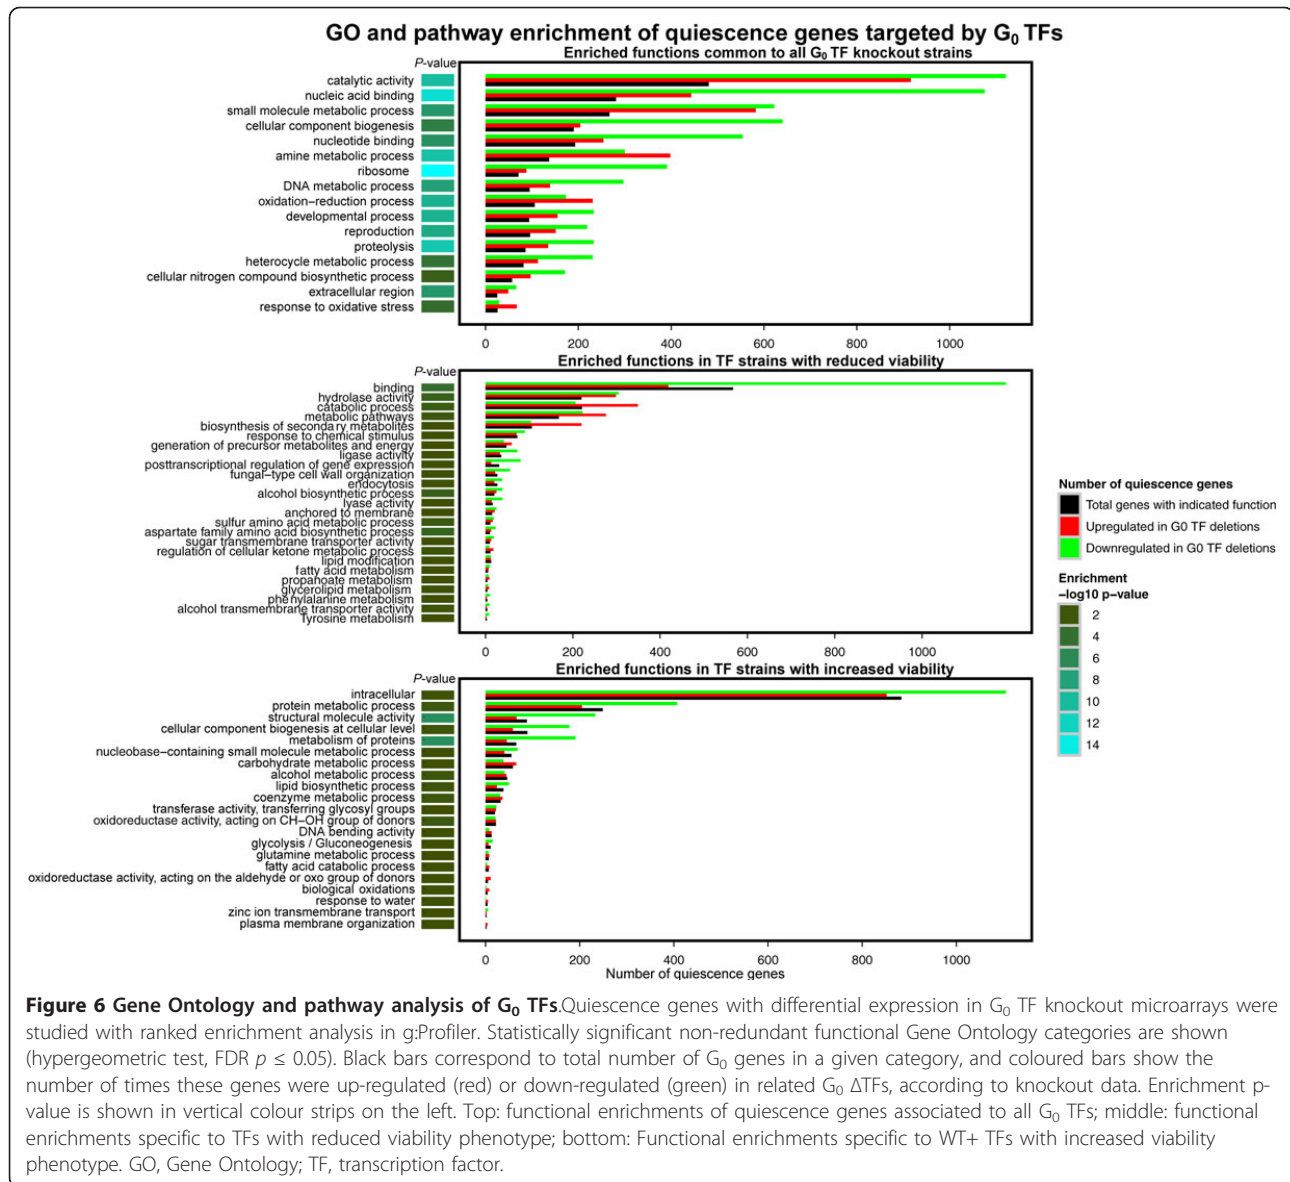 GO and pathway enrichment of quiescence genes targeted by G₀ TFs
Enriched functions common to all G₀ TF knockout strains
P-value
catalytic activity
nucleic acid binding
small molecule metabolic process
cellular component biogenesis
nucleotide binding
amine metabolic process
ribosome
DNA metabolic process
oxidation−reduction process
developmental process
reproduction
proteolysis
heterocycle metabolic process
cellular nitrogen compound biosynthetic process
extracellular region
response to oxidative stress
0 200 400 600 800 1000
Enriched functions in TF strains with reduced viability
P-value
binding
hydrolase activity
catabolic process
metabolic pathways
biosynthesis of secondary metabolites
response to chemical stimulus
generation of precursor metabolites and energy
ligase activity
posttranscriptional regulation of gene expression
fungal−type cell wall organization
endocytosis
alcohol biosynthetic process
lyase activity
anchored to membrane
sulfur amino acid metabolic process
aspartate family amino acid biosynthetic process
sugar transmembrane transporter activity
regulation of cellular ketone metabolic process
lipid modification
fatty acid metabolism
propanoate metabolism
glycerolipid metabolism
phenylalanine metabolism
alcohol transmembrane transporter activity
Tyrosine metabolism
0 200 400 600 800 1000
Number of quiescence genes
Total genes with indicated function
Upregulated in G0 TF deletions
Downregulated in G0 TF deletions
Enrichment
−log10 p−value
2
4
6
8
10
12
14
Enriched functions in TF strains with increased viability
P-value
intracellular
protein metabolic process
structural molecule activity
cellular component biogenesis at cellular level
metabolism of proteins
nucleobase−containing small molecule metabolic process
carbohydrate metabolic process
alcohol metabolic process
lipid biosynthetic process
coenzyme metabolic process
transferase activity, transferring glycosyl groups
oxidoreductase activity, acting on CH−OH group of donors
DNA bending activity
glycolysis / Gluconeogenesis
glutamine metabolic process
fatty acid catabolic process
oxidoreductase activity, acting on the aldehyde or oxo group of donors
biological oxidations
response to water
zinc ion transmembrane transport
plasma membrane organization
0 200 400 600 800 1000
Number of quiescence genes
Figure 6 Gene Ontology and pathway analysis of G₀ TFs.Quiescence genes with differential expression in G₀ TF knockout microarrays were
studied with ranked enrichment analysis in g:Profiler. Statistically significant non-redundant functional Gene Ontology categories are shown
(hypergeometric test, FDR p ≤ 0.05). Black bars correspond to total number of G₀ genes in a given category, and coloured bars show the
number of times these genes were up-regulated (red) or down-regulated (green) in related G₀ ΔTFs, according to knockout data. Enrichment p-
value is shown in vertical colour strips on the left. Top: functional enrichments of quiescence genes associated to all G₀ TFs; middle: functional
enrichments specific to TFs with reduced viability phenotype; bottom: Functional enrichments specific to WT+ TFs with increased viability
phenotype. GO, Gene Ontology; TF, transcription factor.